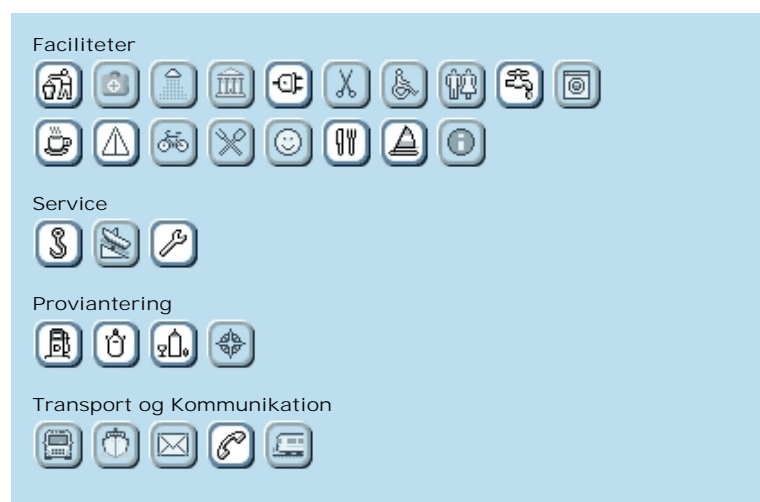 Faciliteter
Service
Proviantering
Transport og Kommunikation